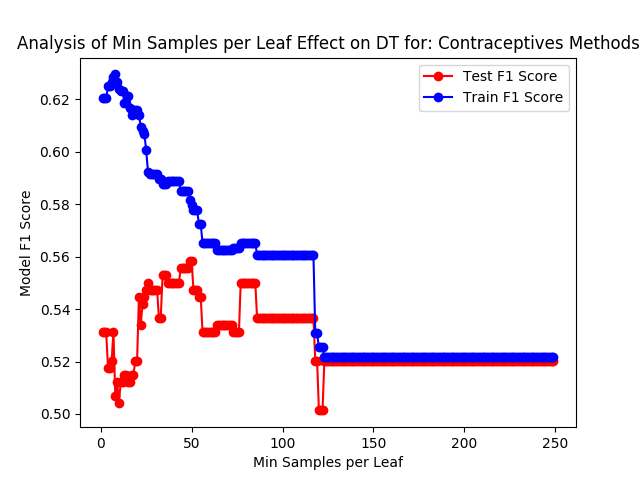 Analysis of Min Samples per Leaf Effect on DT for: Contraceptives Methods
Test F1 Score
Train F1 Score
Model F1 Score
0.62
0.60
0.58
0.56
0.54
0.52
0.50
0
50
100
150
200
250
Min Samples per Leaf